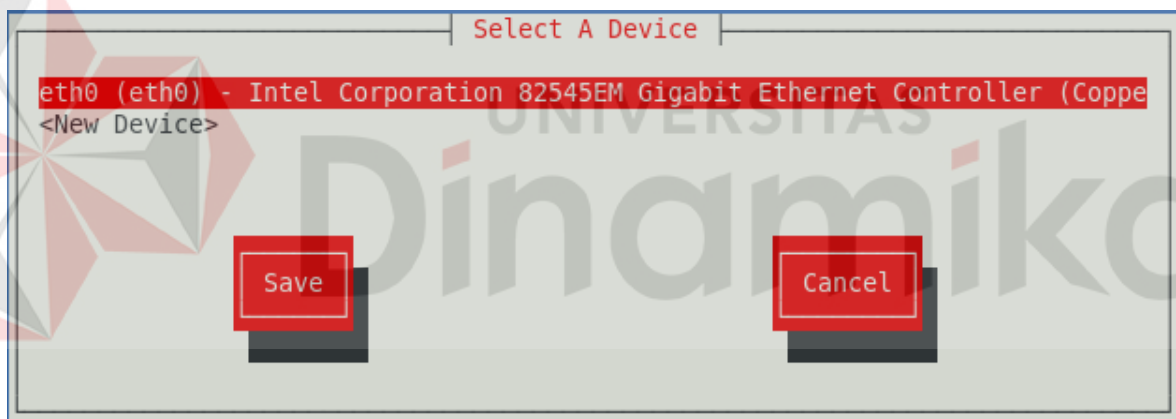 Select A Device
eth0 (eth0) - Intel Corporation 82545EM Gigabit Ethernet Controller (Coppe
<New Device>
UNIVERSITAS
Dinamika
Save
Cancel